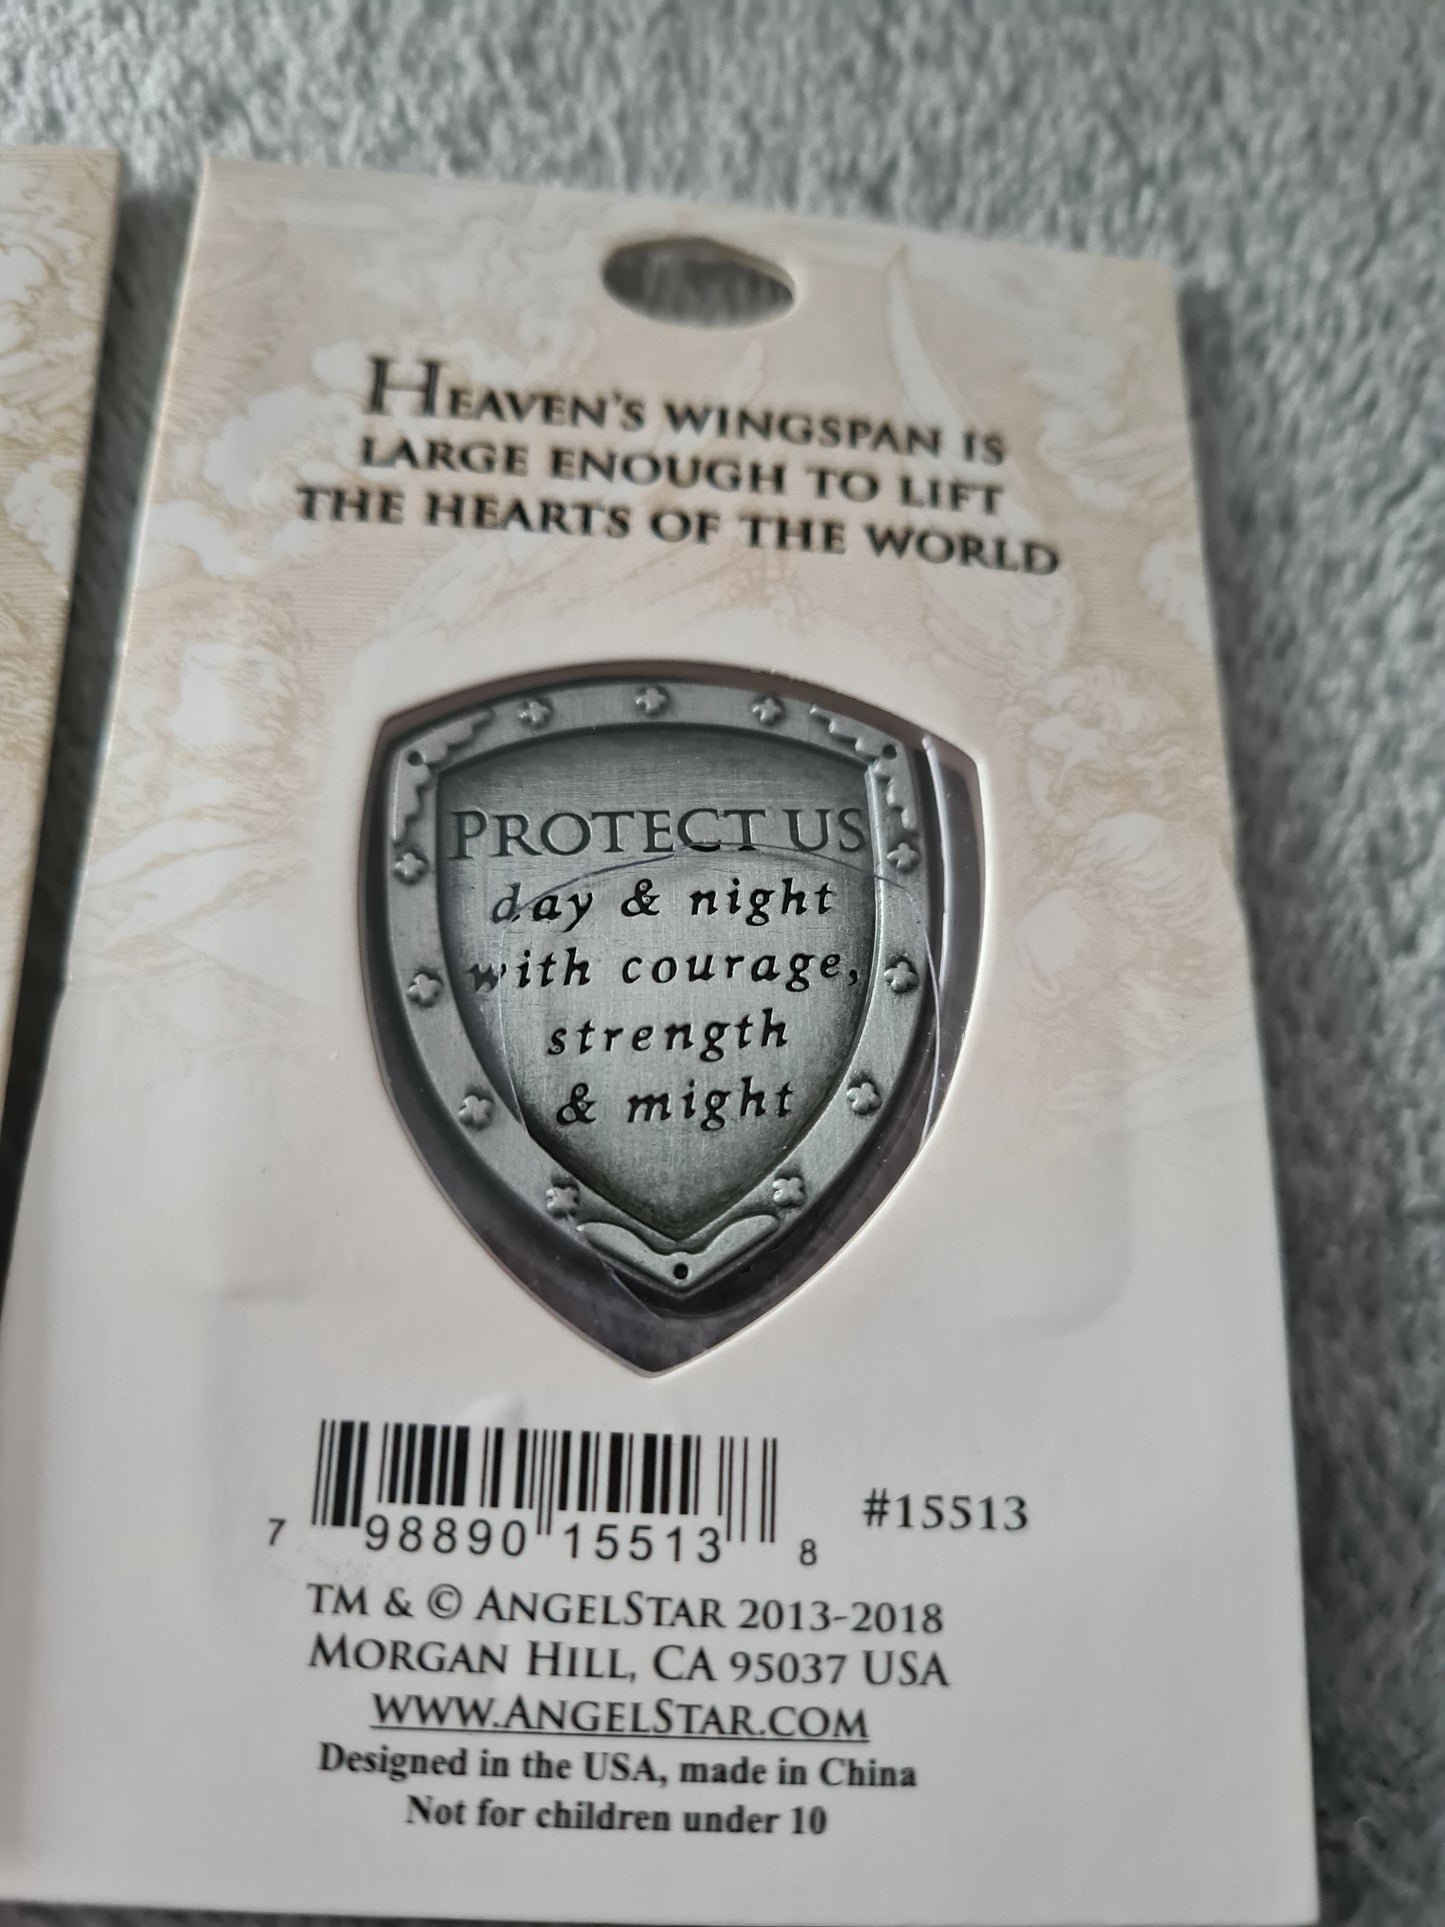 HEAVEN'S WINGSPAN IS
LARGE ENOUGH TO LIFT
THE HEARTS OF THE WORLD
PROTECT US
day & night
with courage,
strength
& might
7 98890 15513 8 #15513
TM & © ANGELSTAR 2013-2018
MORGAN HILL, CA 95037 USA
WWW.ANGELSTAR.COM
Designed in the USA, made in China
Not for children under 10